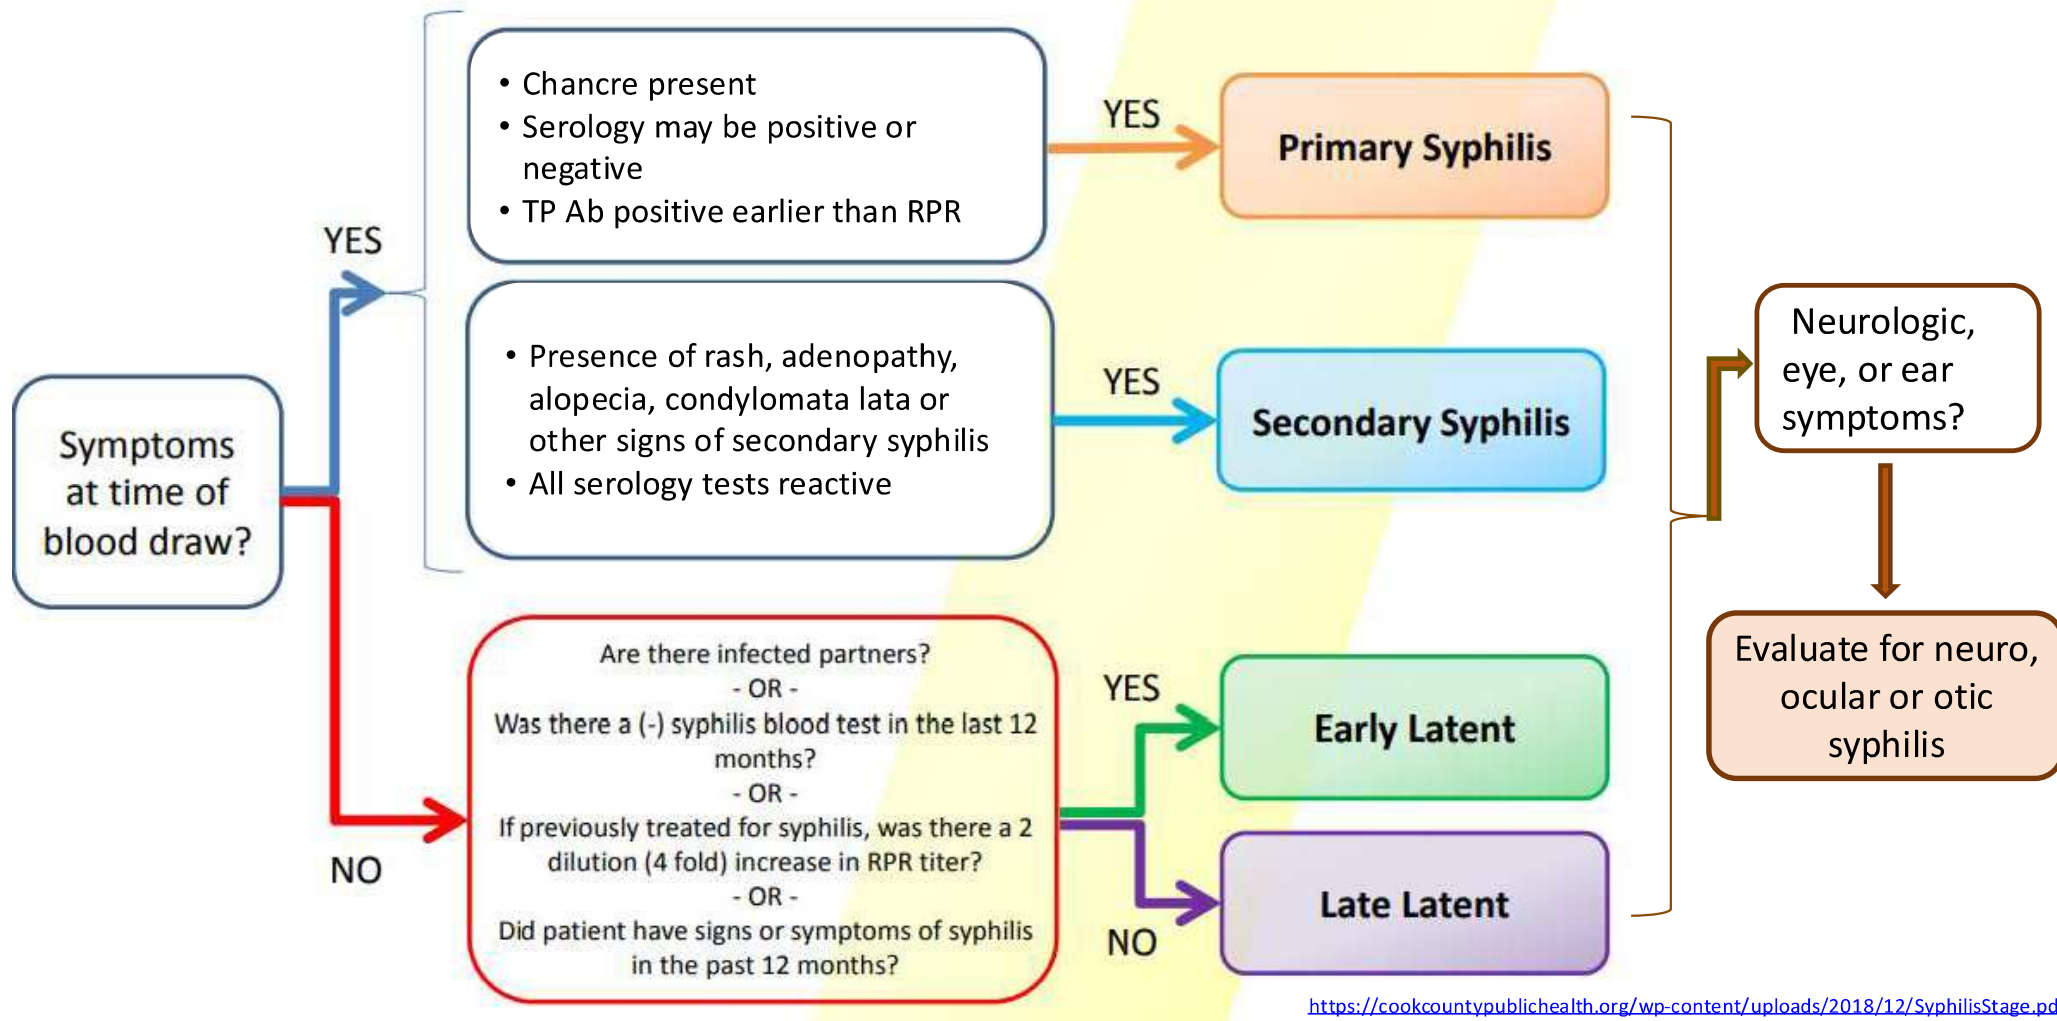 Symptoms
at time of
blood draw?
YES
NO
• Chancre present
• Serology may be positive or
negative
• TP Ab positive earlier than RPR
YES
Primary Syphilis
• Presence of rash, adenopathy,
alopecia, condylomata lata or
other signs of secondary syphilis
• All serology tests reactive
YES
Secondary Syphilis
Are there infected partners?
- OR -
Was there a (-) syphilis blood test in the last 12
months?
- OR -
If previously treated for syphilis, was there a 2
dilution (4 fold) increase in RPR titer?
- OR -
Did patient have signs or symptoms of syphilis
in the past 12 months?
YES
Early Latent
NO
Late Latent
Neurologic,
eye, or ear
symptoms?
Evaluate for neuro,
ocular or otic
syphilis
https://cookcountypublichealth.org/wp-content/uploads/2018/12/SyphilisStage.pd